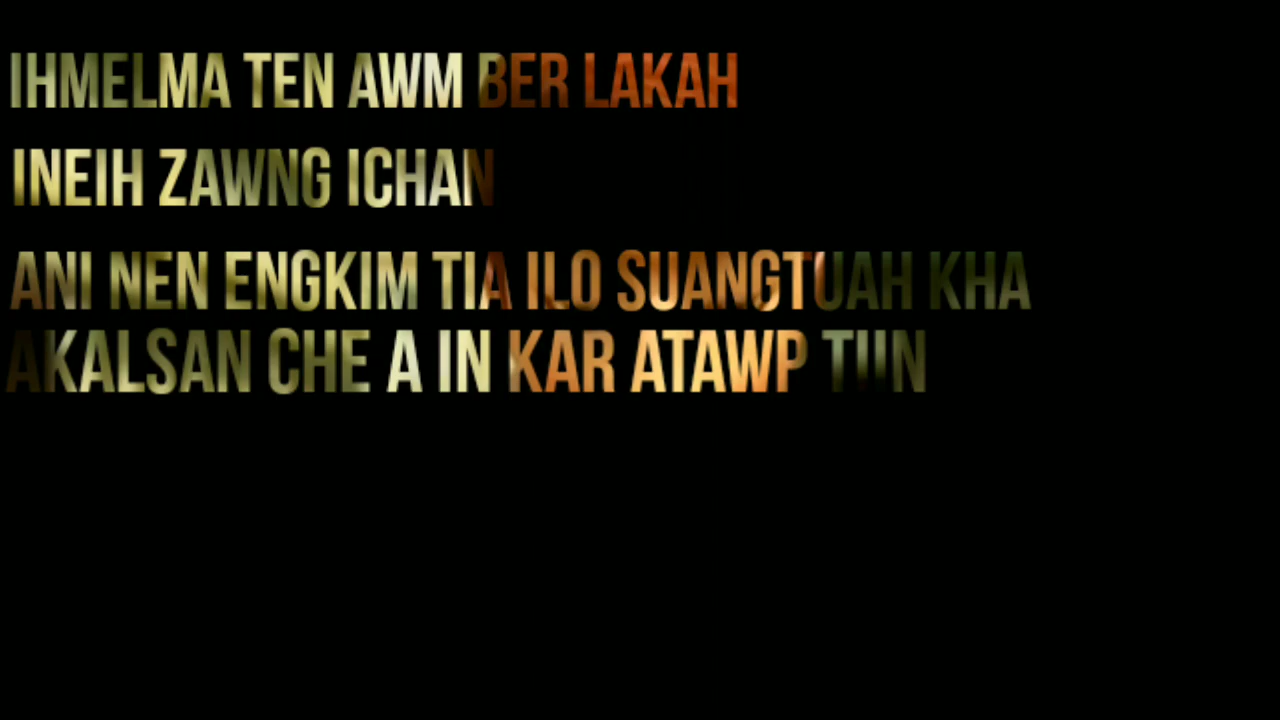 IHMELMA TEN AWM BER LAKAH
INEIH ZAWNG ICHAN
ANI NEN ENGKIM TIA ILO SUANGTUAH KHA
AKALSAN CHE A IN KAR ATAWP TUN